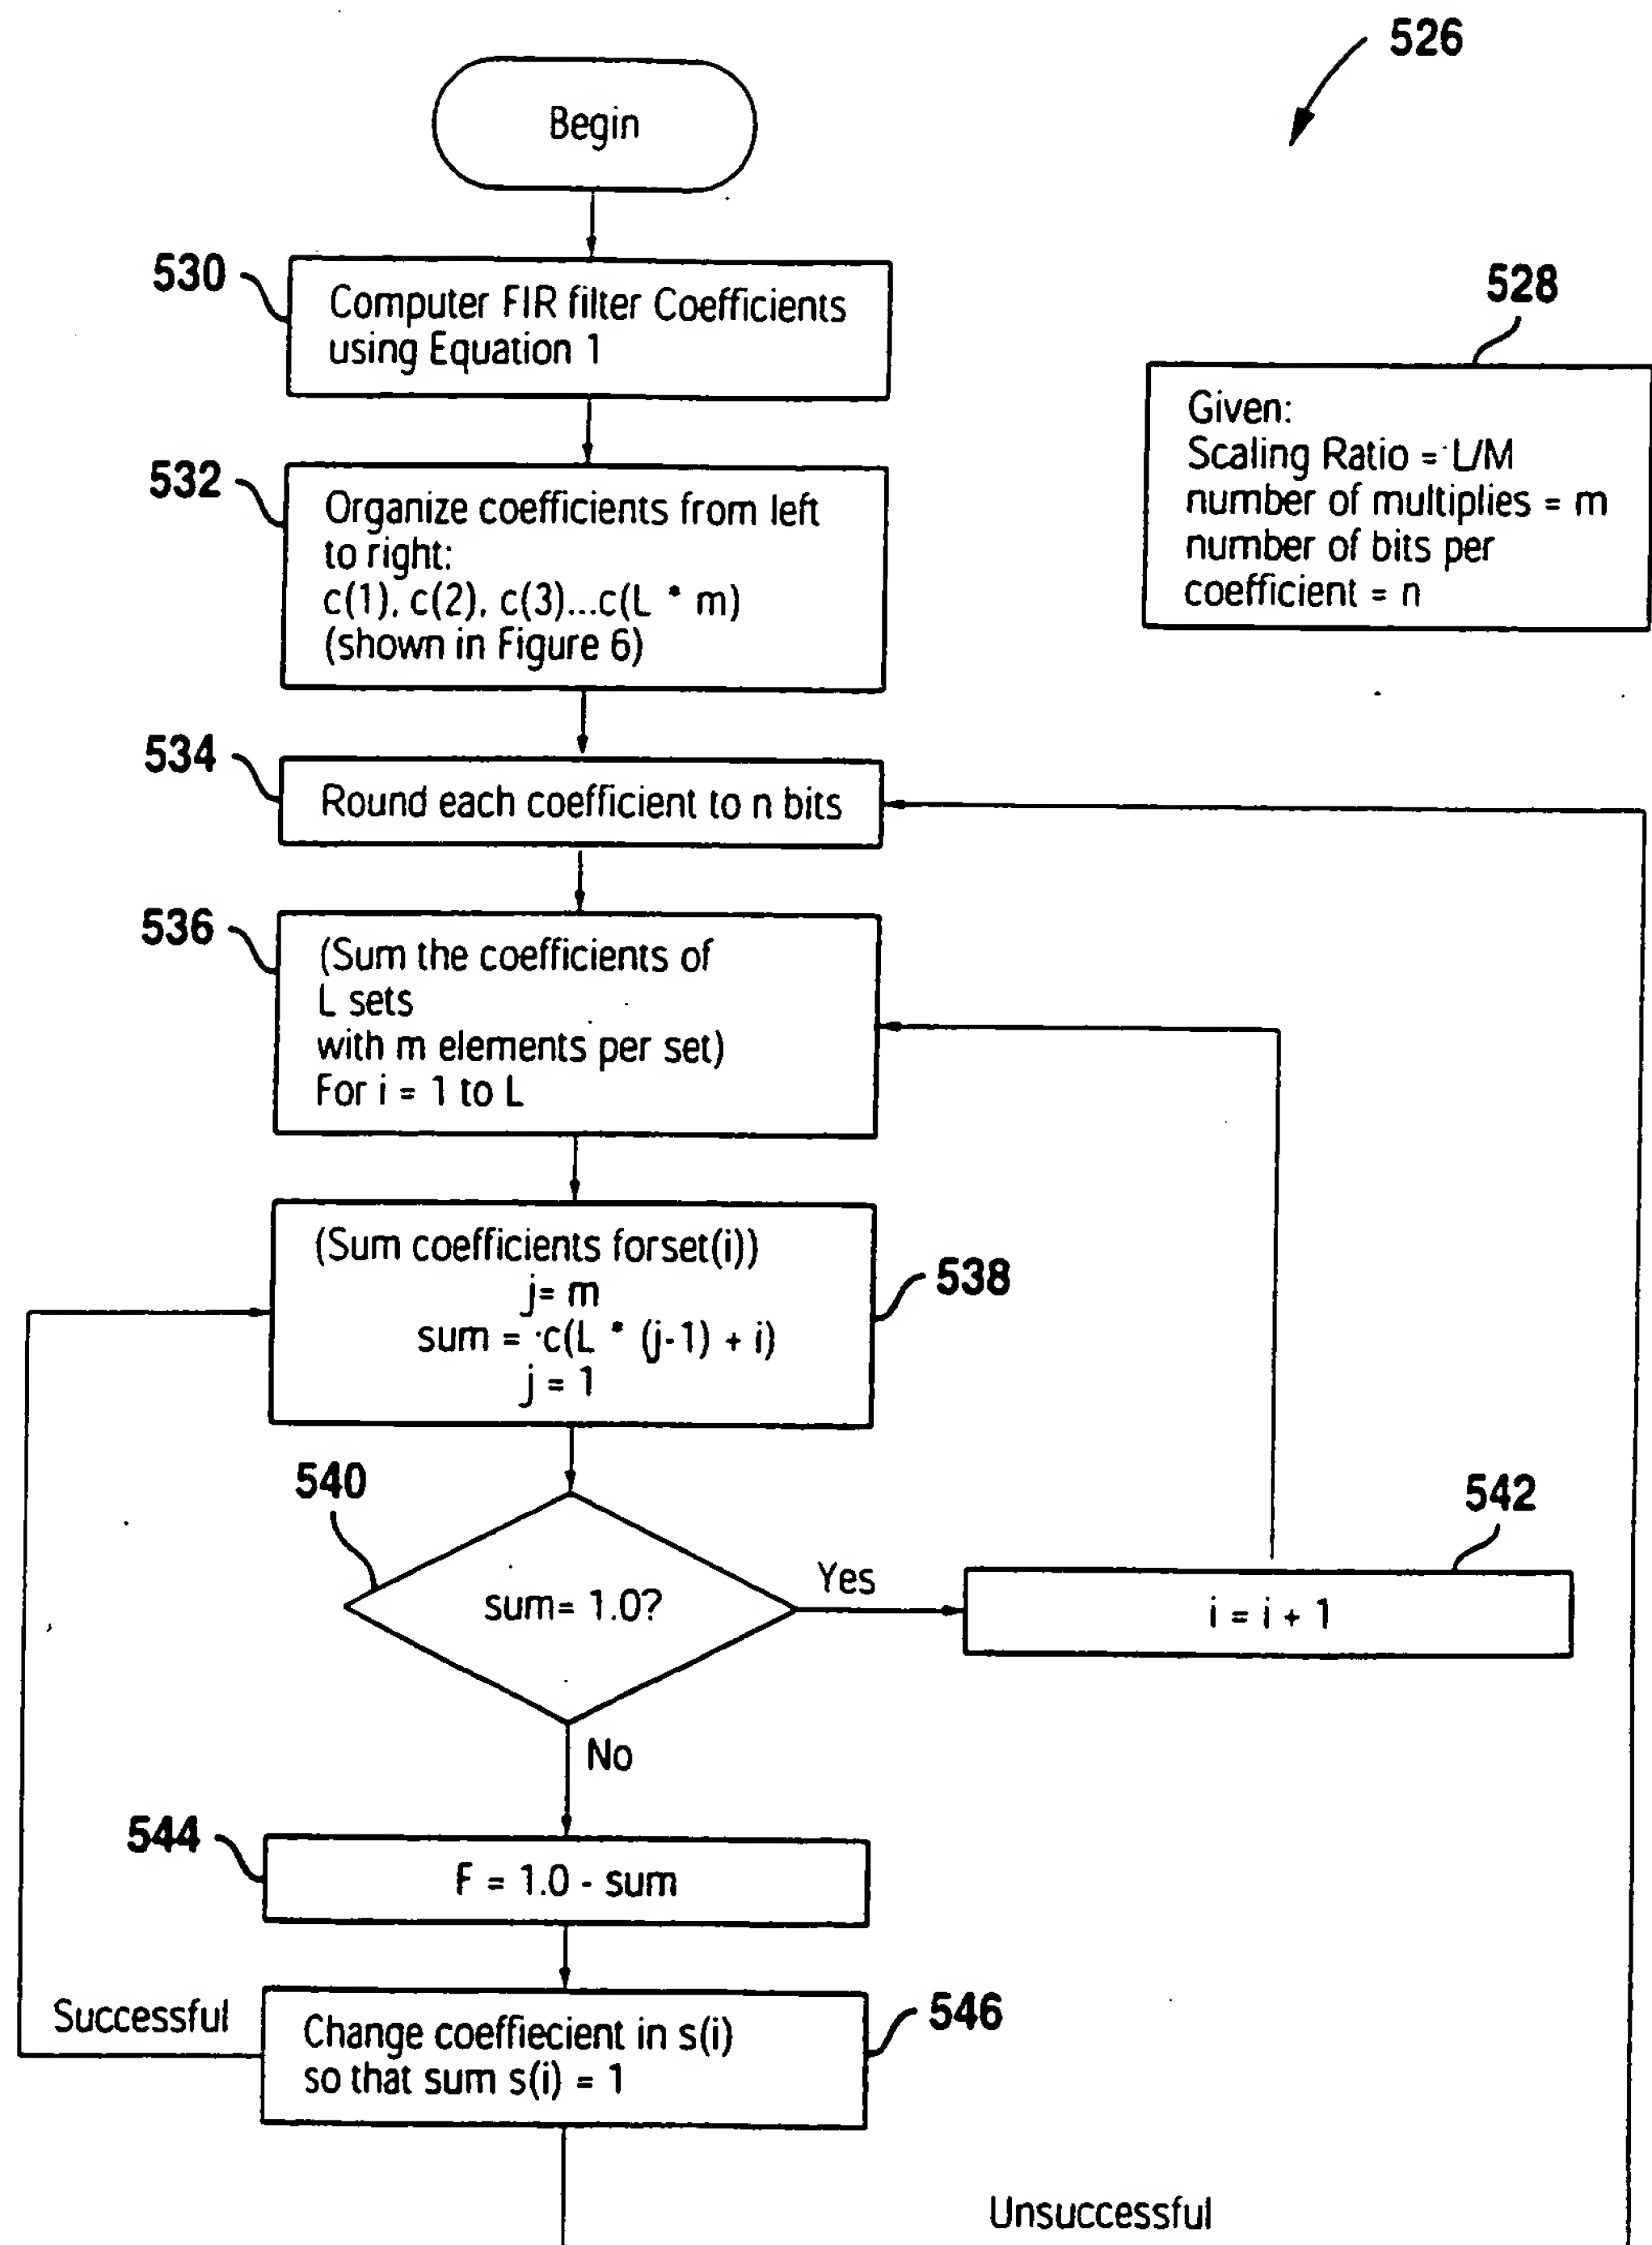 526
Begin
530
Computer FIR filter Coefficients
using Equation 1
528
Given:
Scaling Ratio = L/M
number of multiplies = m
number of bits per
coefficient = n
532
Organize coefficients from left
to right:
c(1), c(2), c(3)...c(L * m)
(shown in Figure 6)
534
Round each coefficient to n bits
536
(Sum the coefficients of
L sets
with m elements per set)
For i = 1 to L
(Sum coefficients forset(i))
j= m
sum = c(L * (j-1) + i)
j = 1
538
540
sum= 1.0?
Yes
542
i = i + 1
No
544
F = 1.0 - sum
Successful
Change coeffiecient in s(i)
so that sum s(i) = 1
546
Unsuccessful